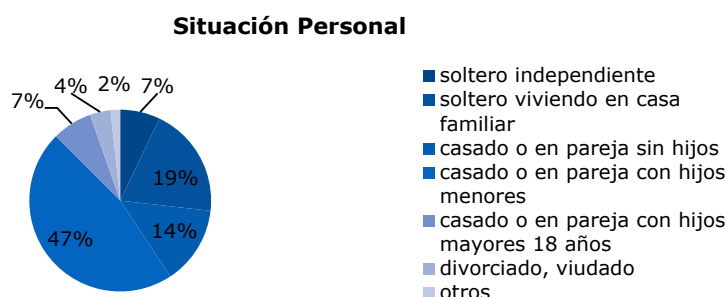 Situación Personal
7%
4%
2%
7%
19%
14%
47%
soltero independiente
soltero viviendo en casa
familiar
casado o en pareja sin hijos
casado o en pareja con hijos
menores
casado o en pareja con hijos
mayores 18 años
divorciado, viudado
otros